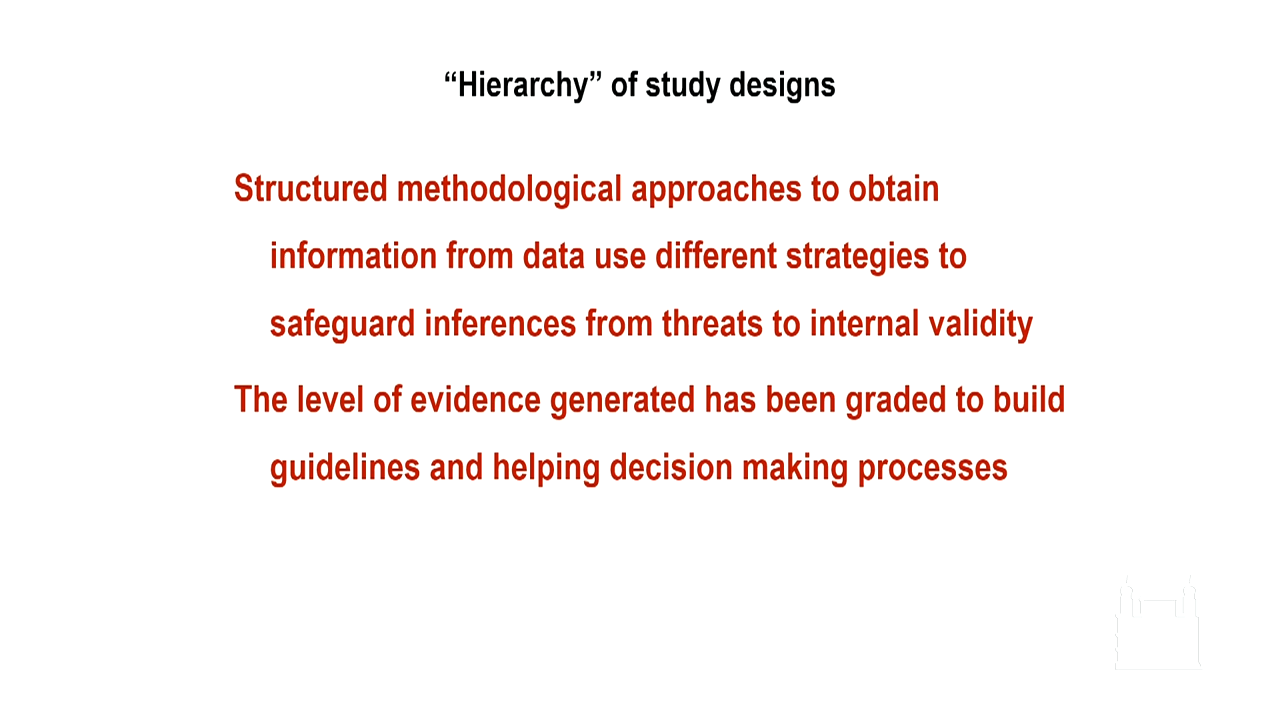 “Hierarchy” of study designs
Structured methodological approaches to obtain
information from data use different strategies to
safeguard inferences from threats to internal validity
The level of evidence generated has been graded to build
guidelines and helping decision making processes